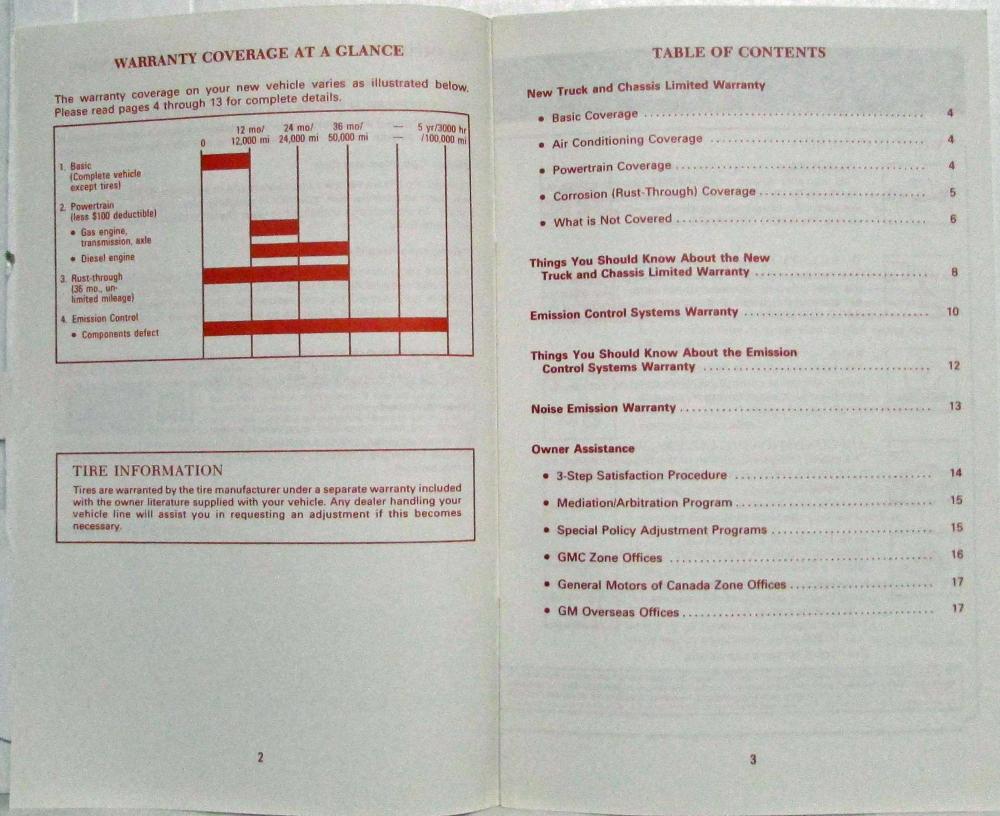 WARRANTY COVERAGE AT A GLANCE
The warranty coverage on your new vehicle varies as illustrated below.
Please read pages 4 through 13 for complete details.
12 mo/ 24 mo/ 36 mo/ — 5 yr/3000 hr
0 12,000 mi 24,000 mi 50,000 mi — /100,000 mi
1. Basic
(Complete vehicle
except tires)
2. Powertrain
(less $100 deductible)
• Gas engine,
transmission, axle
• Diesel engine
3. Rust-through
(36 mo., un-
limited mileage)
4. Emission Control
• Components defect
TIRE INFORMATION
Tires are warranted by the tire manufacturer under a separate warranty included
with the owner literature supplied with your vehicle. Any dealer handling your
vehicle line will assist you in requesting an adjustment if this becomes
necessary.
2
TABLE OF CONTENTS
New Truck and Chassis Limited Warranty
• Basic Coverage ........................................ 4
• Air Conditioning Coverage ............................ 4
• Powertrain Coverage .................................. 4
• Corrosion (Rust-Through) Coverage .................... 5
• What is Not Covered .................................. 6
Things You Should Know About the New
Truck and Chassis Limited Warranty ..................... 8
Emission Control Systems Warranty ...................... 10
Things You Should Know About the Emission
Control Systems Warranty ............................... 12
Noise Emission Warranty ................................ 13
Owner Assistance
• 3-Step Satisfaction Procedure ........................ 14
• Mediation/Arbitration Program ........................ 15
• Special Policy Adjustment Programs ................... 15
• GMC Zone Offices ..................................... 16
• General Motors of Canada Zone Offices ................ 17
• GM Overseas Offices .................................. 17
3